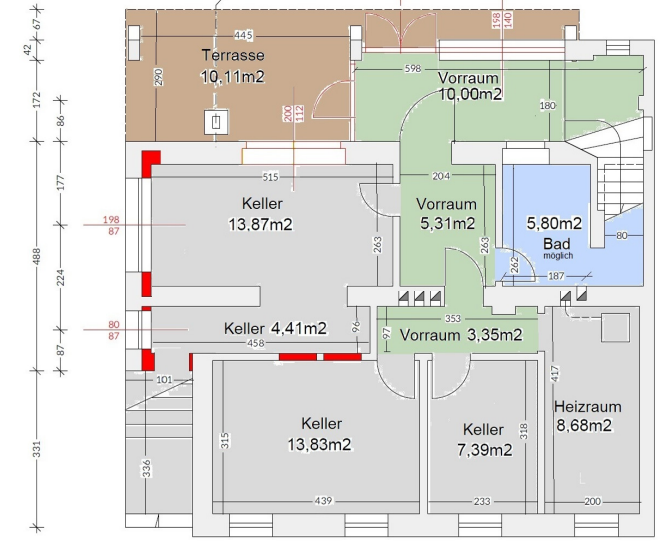 67
42
172
86
177
488
224
87
331
445
Terrasse
10,11m2
290
200
112
198
140
598
Vorraum
10,00m2
180
515
Keller
13,87m2
263
198
87
204
Vorraum
5,31m2
263
262
5,80m2
Bad
möglich
187
80
80
87
Keller 4,41m2
458
96
97
353
Vorraum 3,35m2
101
336
315
Keller
13,83m2
439
Keller
7,39m2
318
233
417
Heizraum
8,68m2
200